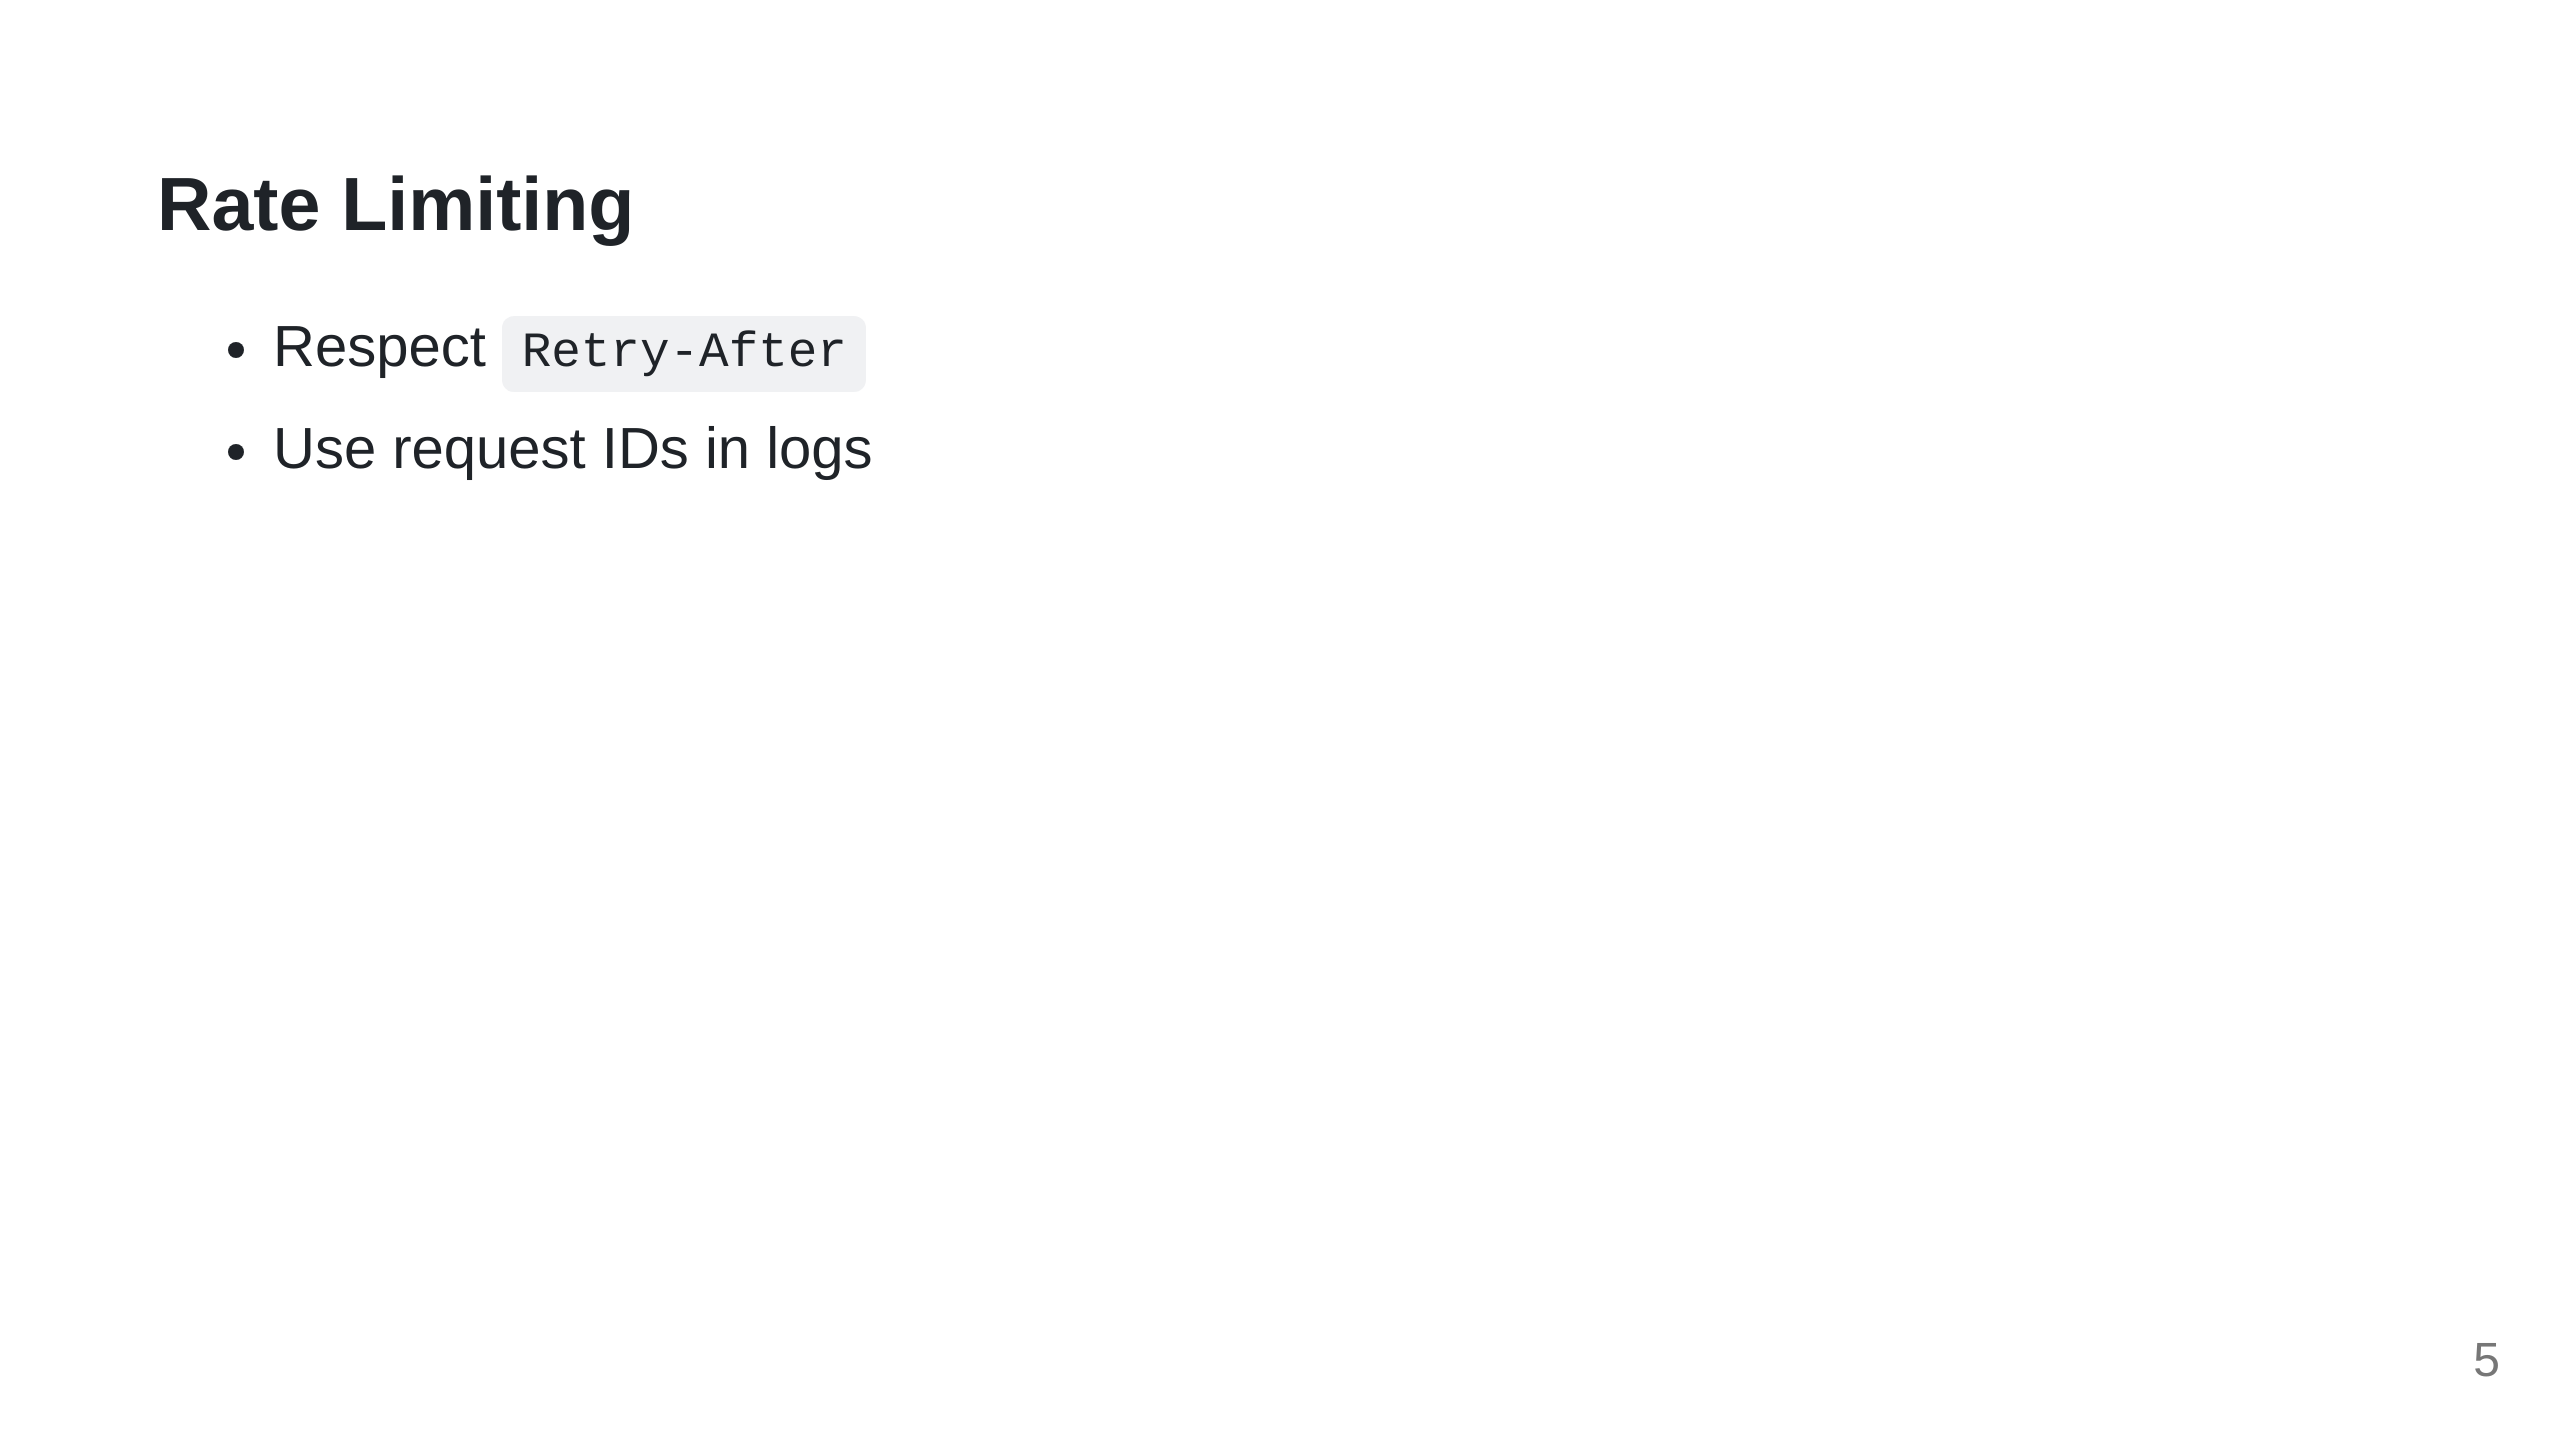 Rate Limiting
• Respect Retry-After
• Use request IDs in logs
5